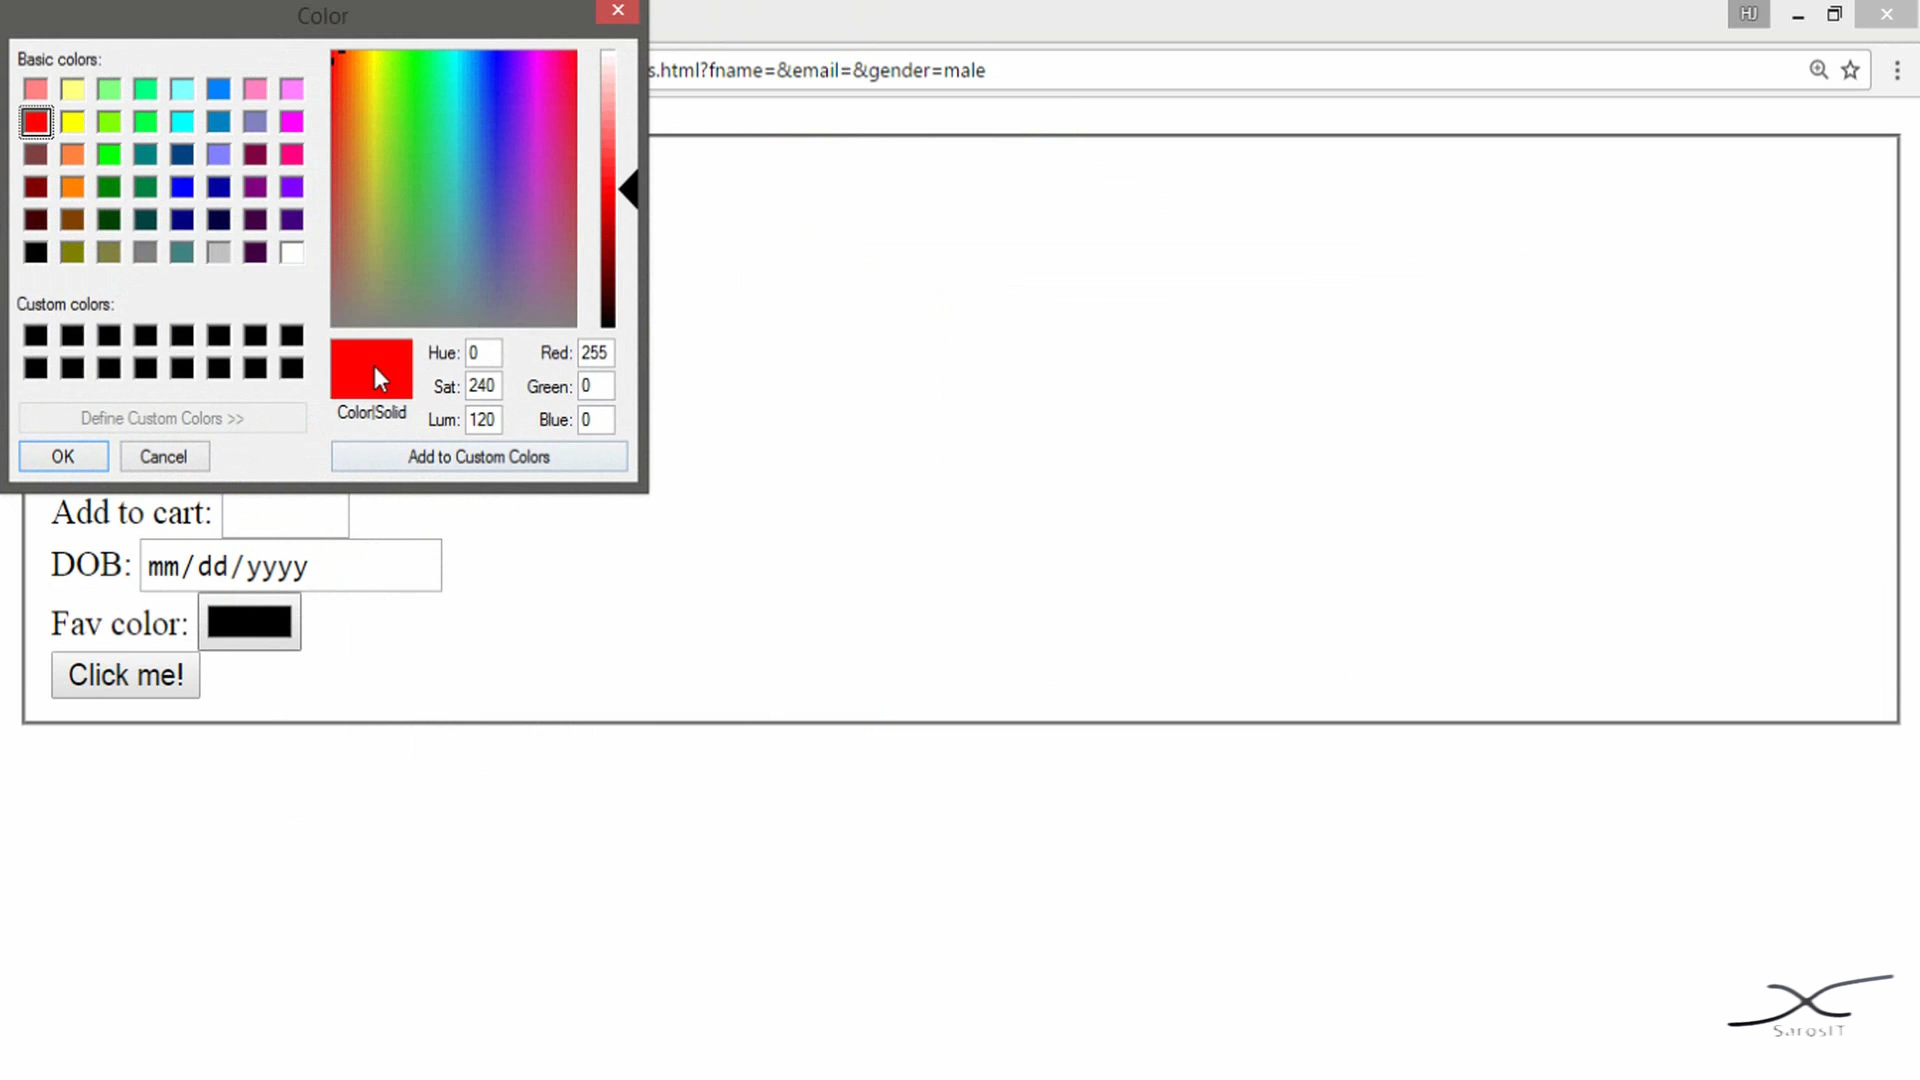 Color
HJ
s.html?fname=&email=&gender=male
Basic colors:
Custom colors:
Hue: 0 Red: 255
Sat: 240 Green: 0
Color|Solid
Lum: 120 Blue: 0
Define Custom Colors >>
OK Cancel Add to Custom Colors
Add to cart:
DOB: mm/dd/yyyy
Fav color:
Click me!
SarosIT